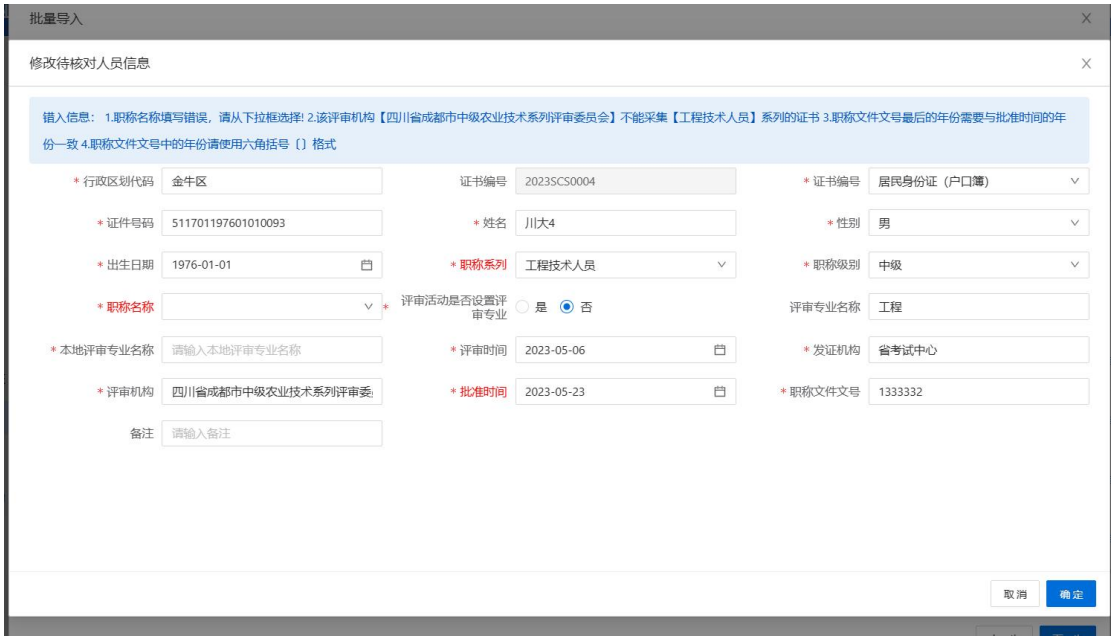 批量导入
修改待核对人员信息
错入信息： 1.职称名称填写错误，请从下拉框选择! 2.该评审机构【四川省成都市中级农业技术系列评审委员会】不能采集【工程技术人员】系列的证书 3.职称文件文号最后的年份需要与批准时间的年
份一致 4.职称文件文号中的年份请使用六角括号〔〕格式
* 行政区划代码 金牛区 证书编号 2023SCS0004 * 证书编号 居民身份证（户口簿）
* 证件号码 511701197601010093 * 姓名 川大4 * 性别 男
* 出生日期 1976-01-01 * 职称系列 工程技术人员 * 职称级别 中级
* 职称名称 * 评审活动是否设置评
审专业 是 否 评审专业名称 工程
* 本地评审专业名称 请输入本地评审专业名称 * 评审时间 2023-05-06 * 发证机构 省考试中心
* 评审机构 四川省成都市中级农业技术系列评审委 * 批准时间 2023-05-23 * 职称文件文号 1333332
备注 请输入备注
取消 确定